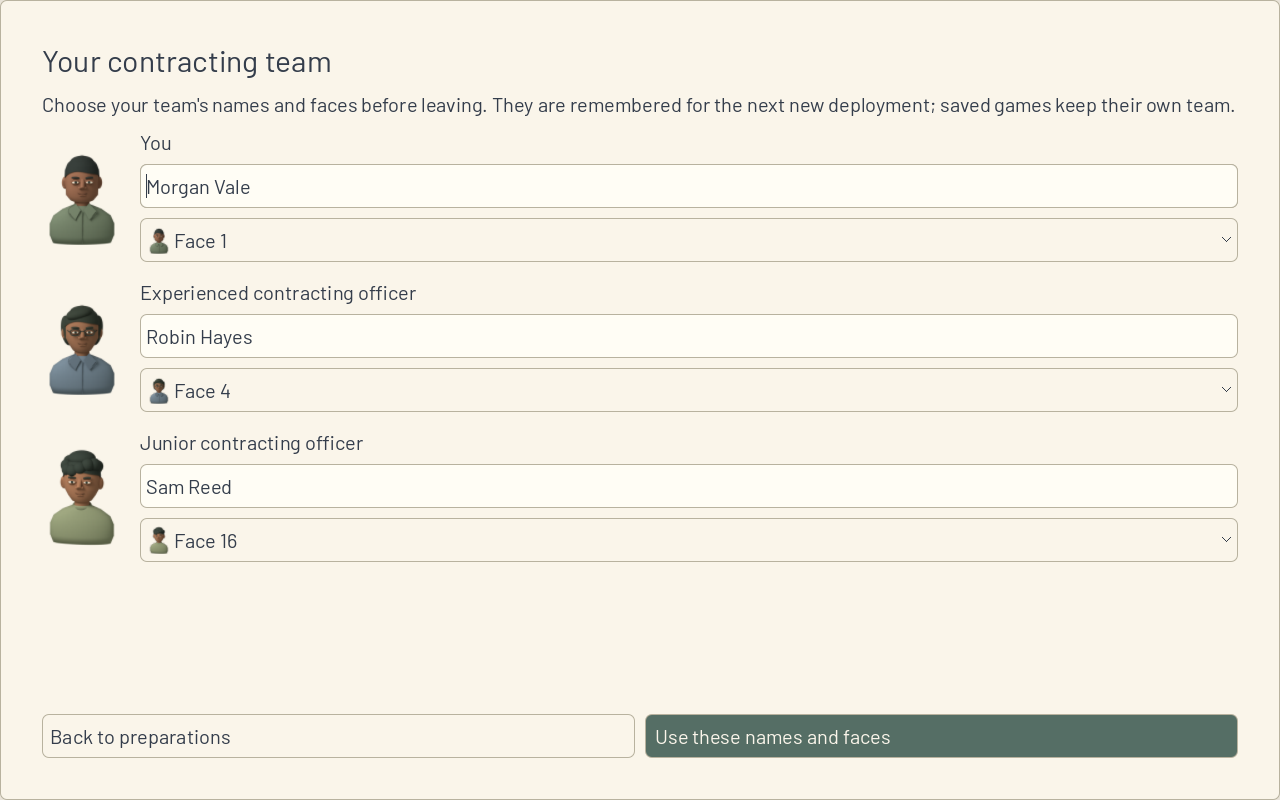 Your contracting team
Choose your team's names and faces before leaving. They are remembered for the next new deployment; saved games keep their own team.
You
Morgan Vale
Face 1
Experienced contracting officer
Robin Hayes
Face 4
Junior contracting officer
Sam Reed
Face 16
Back to preparations
Use these names and faces